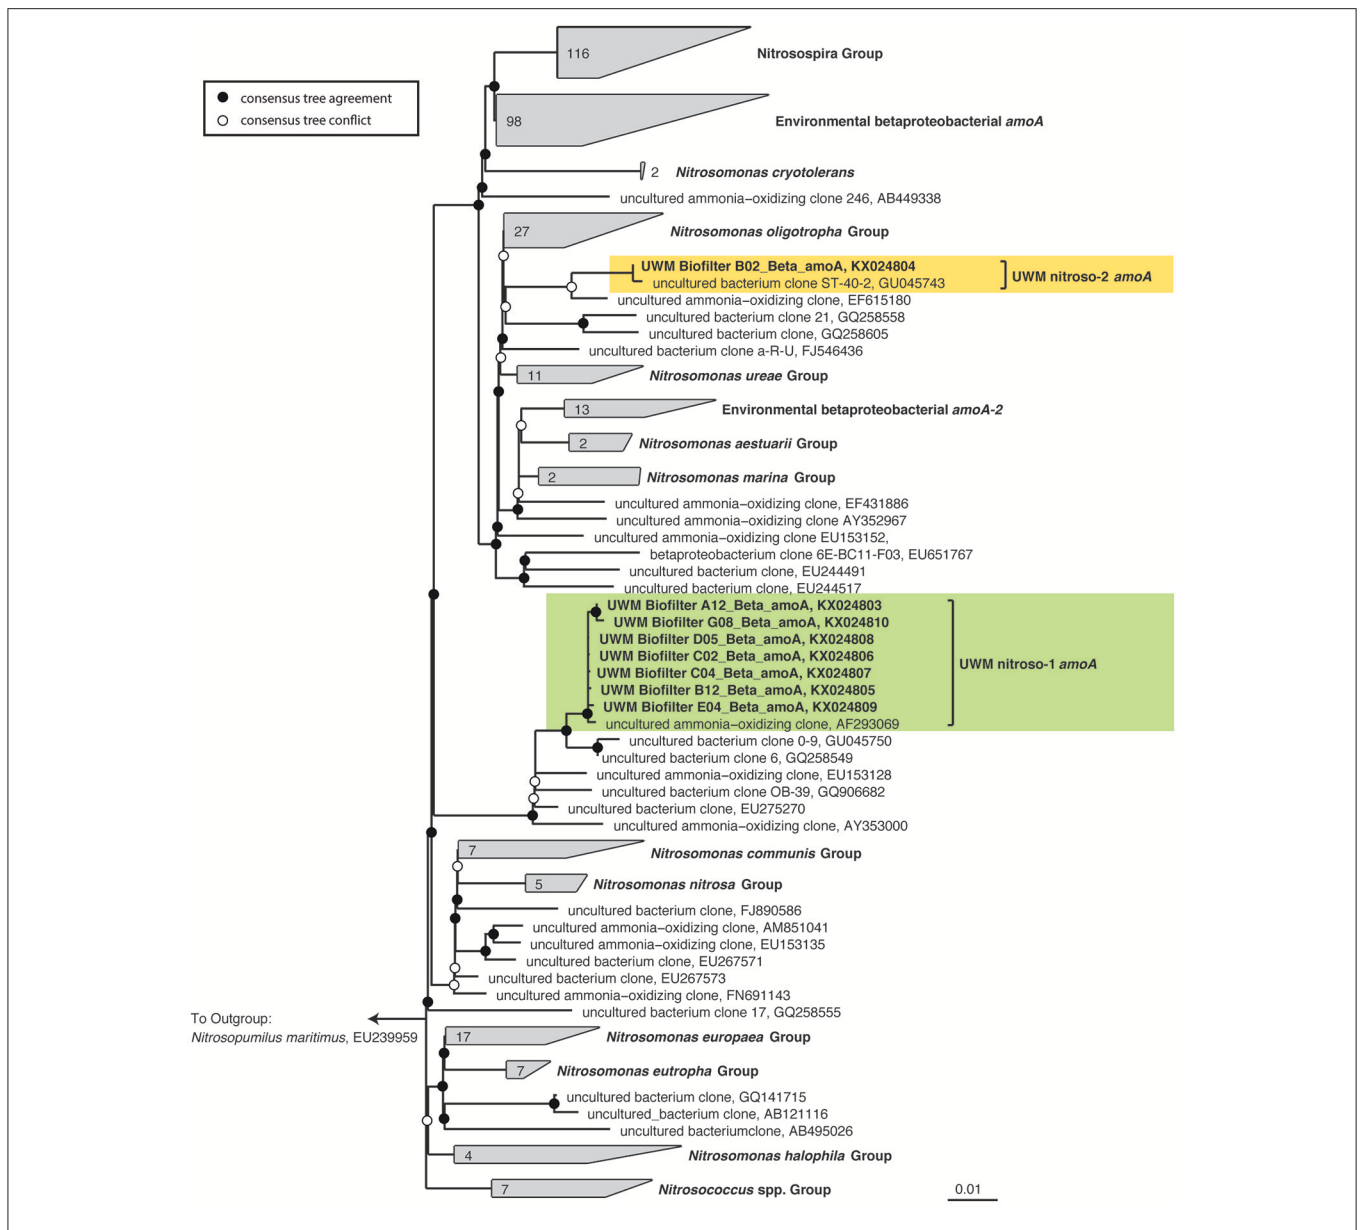 116
Nitrosospira Group
consensus tree agreement
consensus tree conflict
98
Environmental betaproteobacterial amoA
2 Nitrosomonas cryotolerans
uncultured ammonia−oxidizing clone 246, AB449338
27
Nitrosomonas oligotropha Group
UWM Biofilter B02_Beta_amoA, KX024804
UWM nitroso-2 amoA
uncultured bacterium clone ST-40-2, GU045743
uncultured ammonia−oxidizing clone, EF615180
uncultured bacterium clone 21, GQ258558
uncultured bacterium clone, GQ258605
uncultured bacterium clone a-R-U, FJ546436
11
Nitrosomonas ureae Group
13
Environmental betaproteobacterial amoA-2
2
Nitrosomonas aestuarii Group
2
Nitrosomonas marina Group
uncultured ammonia−oxidizing clone, EF431886
uncultured ammonia−oxidizing clone AY352967
uncultured ammonia−oxidizing clone EU153152,
betaproteobacterium clone 6E-BC11-F03, EU651767
uncultured bacterium clone, EU244491
uncultured bacterium clone, EU244517
UWM Biofilter A12_Beta_amoA, KX024803
UWM Biofilter G08_Beta_amoA, KX024810
UWM Biofilter D05_Beta_amoA, KX024808
UWM Biofilter C02_Beta_amoA, KX024806
UWM nitroso-1 amoA
UWM Biofilter C04_Beta_amoA, KX024807
UWM Biofilter B12_Beta_amoA, KX024805
UWM Biofilter E04_Beta_amoA, KX024809
uncultured ammonia−oxidizing clone, AF293069
uncultured bacterium clone 0-9, GU045750
uncultured bacterium clone 6, GQ258549
uncultured ammonia−oxidizing clone, EU153128
uncultured bacterium clone OB-39, GQ906682
uncultured bacterium clone, EU275270
uncultured ammonia−oxidizing clone, AY353000
7
Nitrosomonas communis Group
5
Nitrosomonas nitrosa Group
uncultured bacterium clone, FJ890586
uncultured ammonia−oxidizing clone, AM851041
uncultured ammonia−oxidizing clone, EU153135
uncultured bacterium clone, EU267571
uncultured bacterium clone, EU267573
uncultured ammonia−oxidizing clone, FN691143
uncultured bacterium clone 17, GQ258555
To Outgroup:
Nitrosopumilus maritimus, EU239959
17
Nitrosomonas europaea Group
7
Nitrosomonas eutropha Group
uncultured bacterium clone, GQ141715
uncultured_bacterium clone, AB121116
uncultured bacteriumclone, AB495026
4
Nitrosomonas halophila Group
7
Nitrosococcus spp. Group
0.01